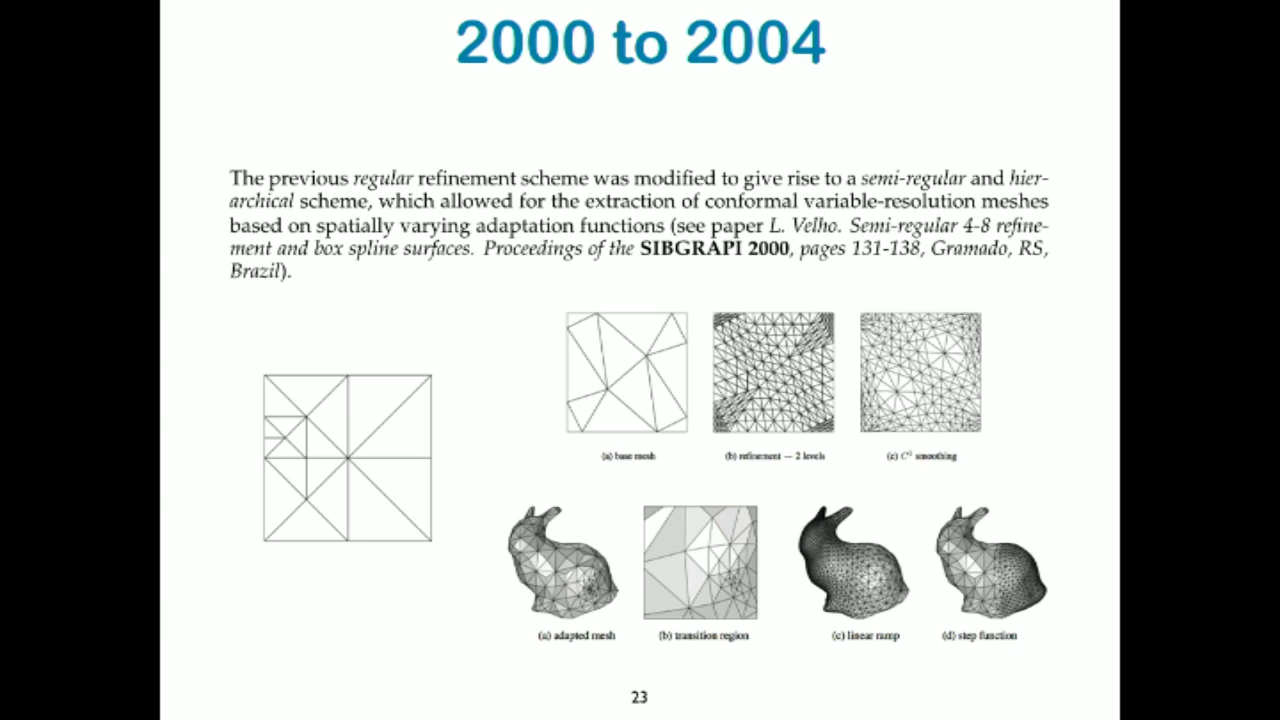 2000 to 2004
The previous regular refinement scheme was modified to give rise to a semi-regular and hier-
archical scheme, which allowed for the extraction of conformal variable-resolution meshes
based on spatially varying adaptation functions (see paper L. Velho. Semi-regular 4-8 refine-
ment and box spline surfaces. Proceedings of the SIBGRAPI 2000, pages 131-138, Gramado, RS,
Brazil).
(a) base mesh
(b) refinement — 2 levels
(c) C⁴ smoothing
(a) adapted mesh
(b) transition region
(c) linear ramp
(d) step function
23